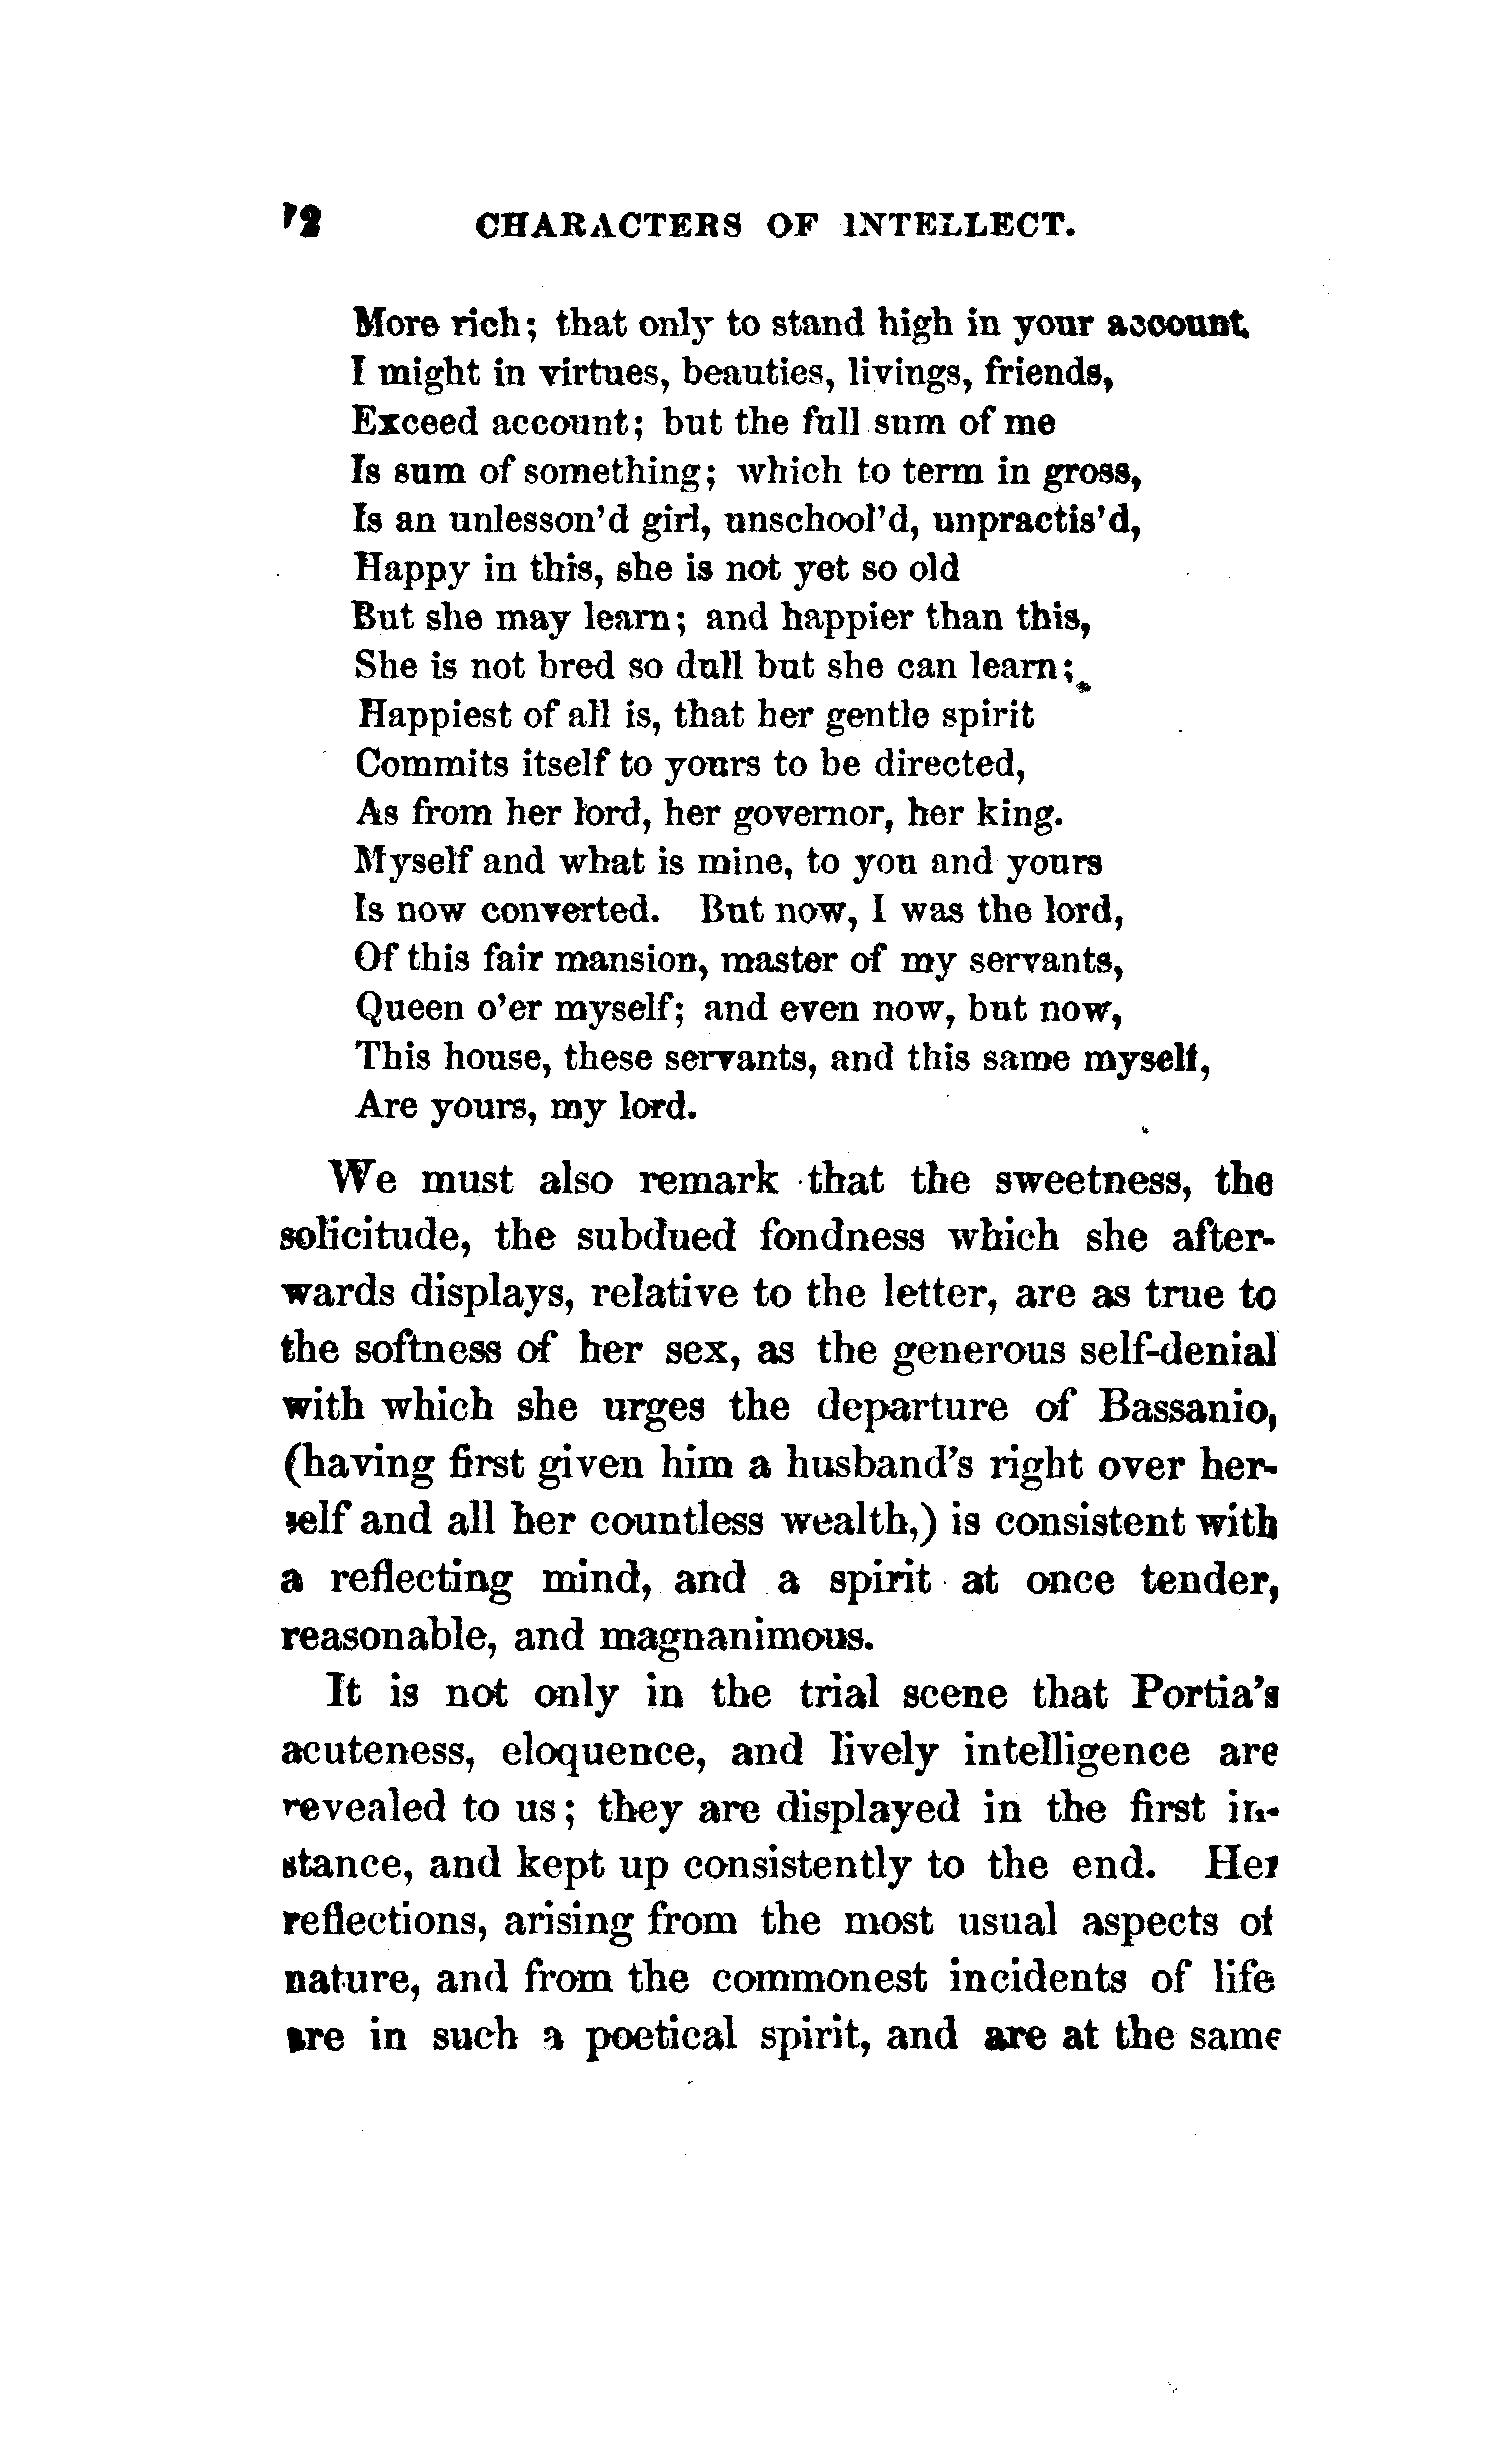 72 CHARACTERS OF INTELLECT.
More rich; that only to stand high in your account,
I might in virtues, beauties, livings, friends,
Exceed account; but the full sum of me
Is sum of something; which to term in gross,
Is an unlesson'd girl, unschool'd, unpractis'd,
Happy in this, she is not yet so old
But she may learn; and happier than this,
She is not bred so dull but she can learn;
Happiest of all is, that her gentle spirit
Commits itself to yours to be directed,
As from her lord, her governor, her king.
Myself and what is mine, to you and yours
Is now converted. But now, I was the lord,
Of this fair mansion, master of my servants,
Queen o'er myself; and even now, but now,
This house, these servants, and this same myself,
Are yours, my lord.
We must also remark that the sweetness, the
solicitude, the subdued fondness which she after-
wards displays, relative to the letter, are as true to
the softness of her sex, as the generous self-denial
with which she urges the departure of Bassanio,
(having first given him a husband's right over her-
self and all her countless wealth,) is consistent with
a reflecting mind, and a spirit at once tender,
reasonable, and magnanimous.
It is not only in the trial scene that Portia's
acuteness, eloquence, and lively intelligence are
revealed to us; they are displayed in the first in-
stance, and kept up consistently to the end. Her
reflections, arising from the most usual aspects of
nature, and from the commonest incidents of life
are in such a poetical spirit, and are at the same